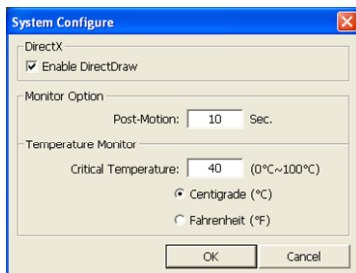 System Configure
DirectX
Enable DirectDraw
Monitor Option
Post-Motion: 10 Sec.
Temperature Monitor
Critical Temperature: 40 (0°C~100°C)
Centigrade (°C)
Fahrenheit (°F)
OK Cancel